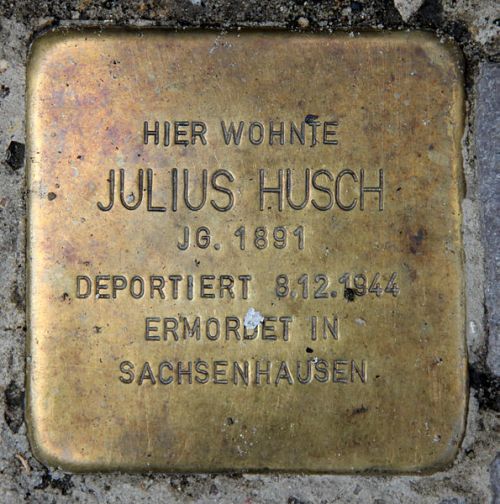 HIER WOHNTE
JULIUS HUSCH
JG. 1891
DEPORTIERT 8.12.1944
ERMORDET IN
SACHSENHAUSEN